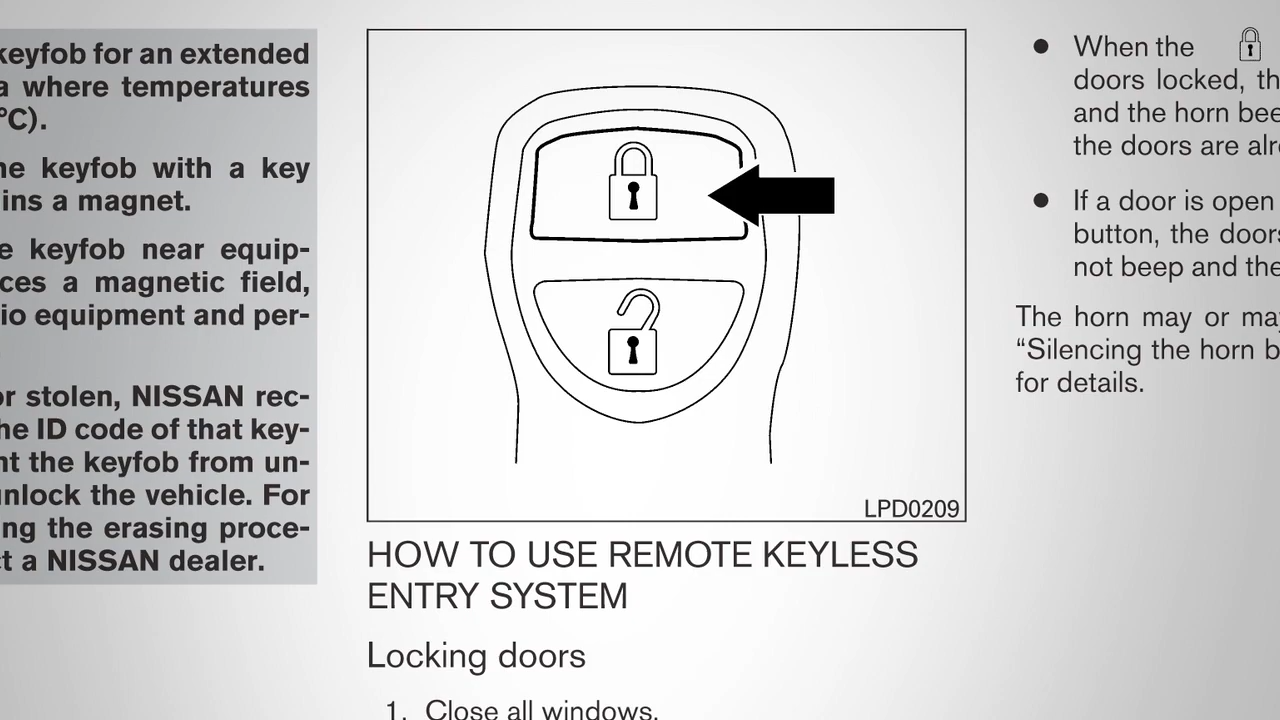 keyfob for an extended
a where temperatures
°C).
he keyfob with a key
ins a magnet.
e keyfob near equip-
ces a magnetic field,
io equipment and per-
or stolen, NISSAN rec-
he ID code of that key-
nt the keyfob from un-
unlock the vehicle. For
ing the erasing proce-
ct a NISSAN dealer.
LPD0209
HOW TO USE REMOTE KEYLESS
ENTRY SYSTEM
Locking doors
1. Close all windows.
● When the
doors locked, th
and the horn bee
the doors are alre
● If a door is open
button, the doors
not beep and the
The horn may or may
“Silencing the horn b
for details.